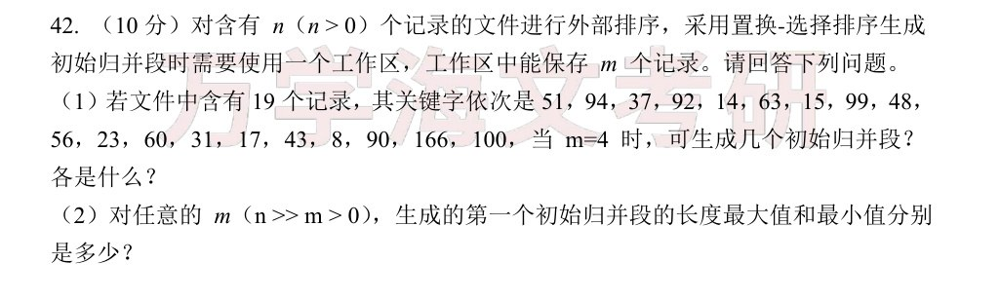 42. （10 分）对含有 n（n > 0）个记录的文件进行外部排序，采用置换-选择排序生成
初始归并段时需要使用一个工作区，工作区中能保存 m 个记录。请回答下列问题。
（1）若文件中含有 19 个记录，其关键字依次是 51，94，37，92，14，63，15，99，48，
56，23，60，31，17，43，8，90，166，100，当 m=4 时，可生成几个初始归并段？
各是什么？
（2）对任意的 m（n >> m > 0），生成的第一个初始归并段的长度最大值和最小值分别
是多少？
万学海文考研